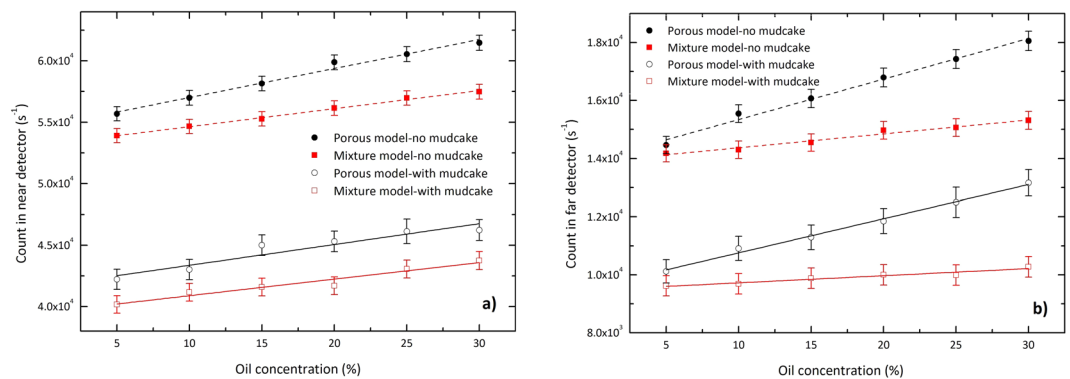 a)
6.0x10⁴
5.5x10⁴
5.0x10⁴
4.5x10⁴
4.0x10⁴
Count in near detector (s⁻¹)
Porous model-no mudcake
Mixture model-no mudcake
Porous model-with mudcake
Mixture model-with mudcake
a)
5 10 15 20 25 30
Oil concentration (%)
b)
1.8x10⁴
1.6x10⁴
1.4x10⁴
1.2x10⁴
1.0x10⁴
8.0x10³
Count in far detector (s⁻¹)
Porous model-no mudcake
Mixture model-no mudcake
Porous model-with mudcake
Mixture model-with mudcake
b)
5 10 15 20 25 30
Oil concentration (%)